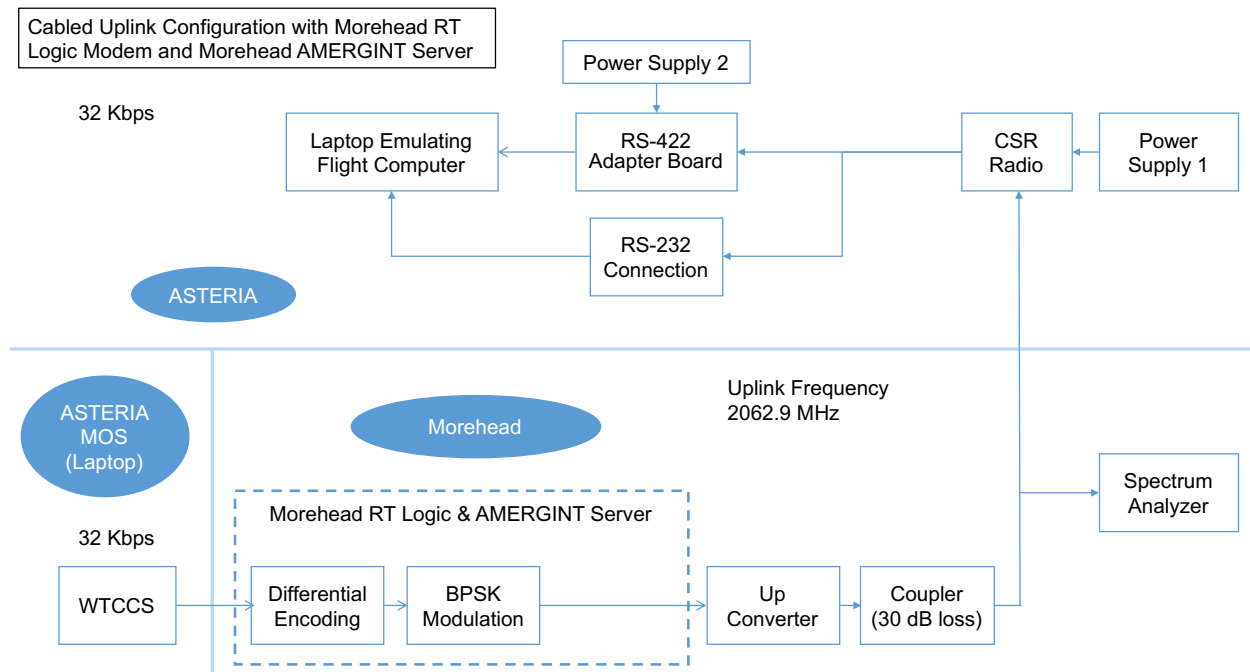 Cabled Uplink Configuration with Morehead RT
Logic Modem and Morehead AMERGINT Server
32 Kbps
Power Supply 2
Laptop Emulating
Flight Computer
RS-422
Adapter Board
CSR
Radio
Power
Supply 1
RS-232
Connection
ASTERIA
ASTERIA
MOS
(Laptop)
Morehead
Uplink Frequency
2062.9 MHz
Spectrum
Analyzer
32 Kbps
Morehead RT Logic & AMERGINT Server
WTCCS
Differential
Encoding
BPSK
Modulation
Up
Converter
Coupler
(30 dB loss)